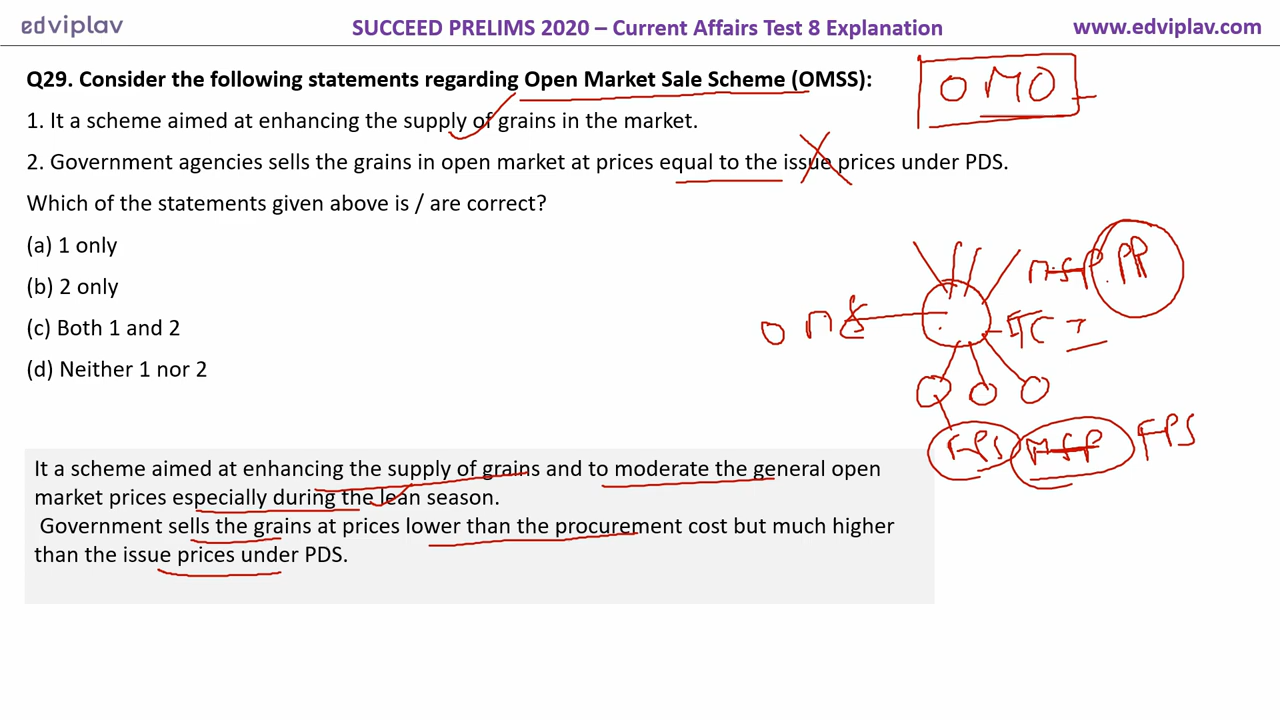 edviplav
SUCCEED PRELIMS 2020 – Current Affairs Test 8 Explanation
www.edviplav.com
Q29. Consider the following statements regarding Open Market Sale Scheme (OMSS):
OMO
1. It a scheme aimed at enhancing the supply of grains in the market.
2. Government agencies sells the grains in open market at prices equal to the issue prices under PDS.
Which of the statements given above is / are correct?
(a) 1 only
(b) 2 only
(c) Both 1 and 2
(d) Neither 1 nor 2
MSP PP
OMS
FPS MSP FPS
It a scheme aimed at enhancing the supply of grains and to moderate the general open
market prices especially during the lean season.
Government sells the grains at prices lower than the procurement cost but much higher
than the issue prices under PDS.